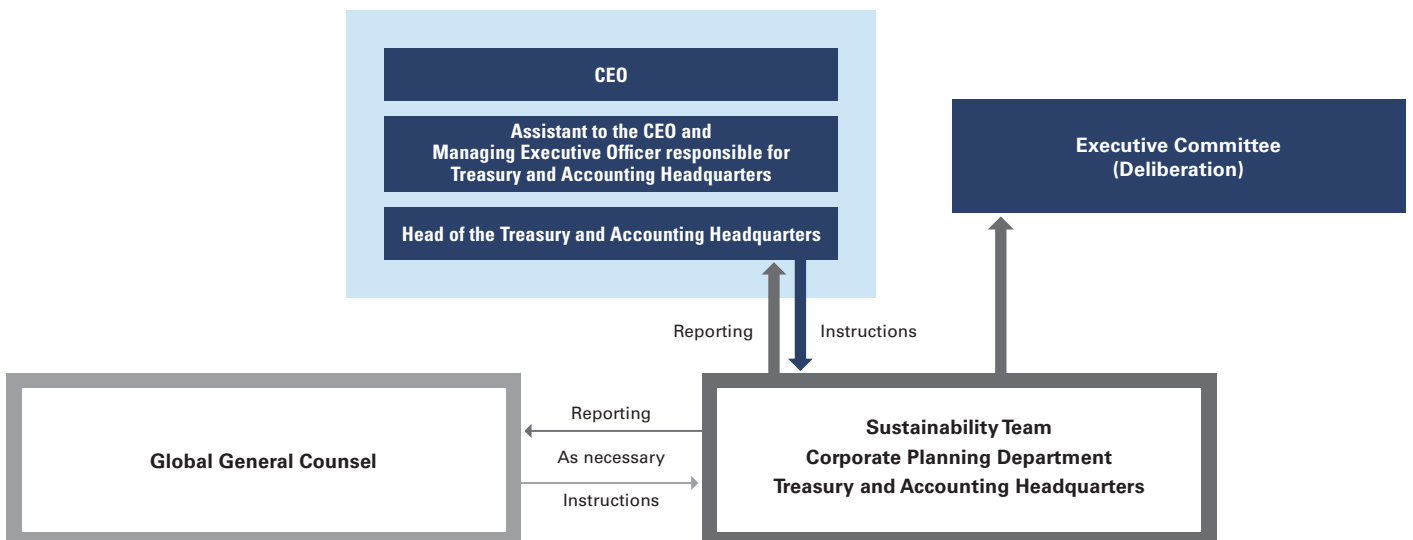 CEO
Assistant to the CEO and
Managing Executive Officer responsible for
Treasury and Accounting Headquarters
Head of the Treasury and Accounting Headquarters
Executive Committee
(Deliberation)
Reporting
Instructions
Global General Counsel
Reporting
As necessary
Instructions
Sustainability Team
Corporate Planning Department
Treasury and Accounting Headquarters